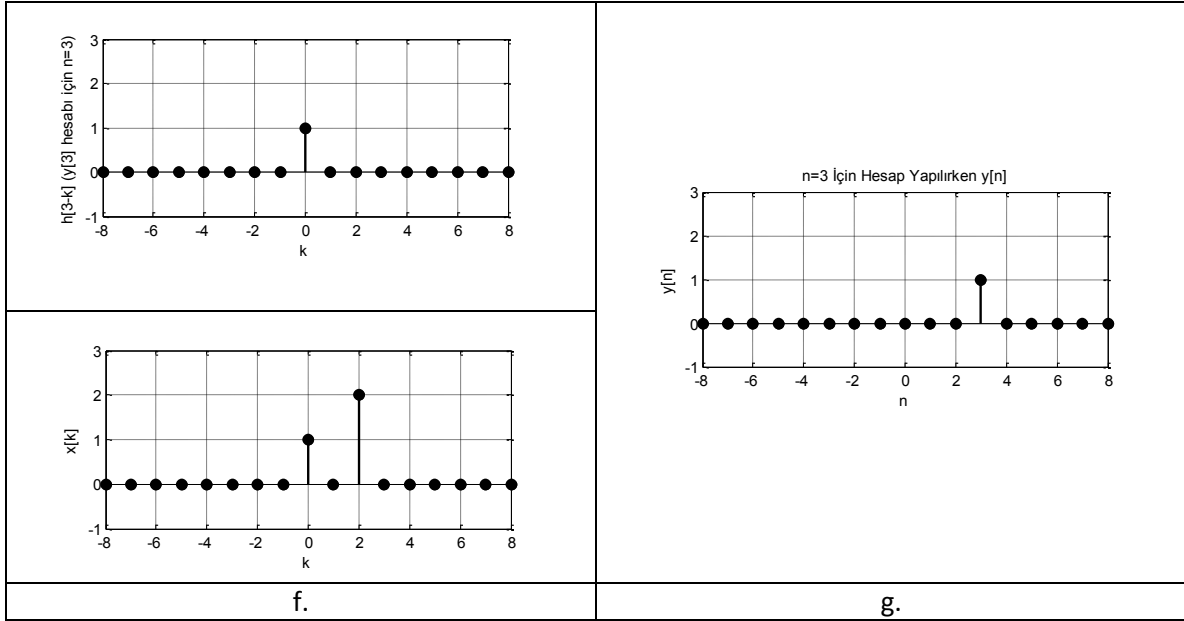 h[3-k] (y[3] hesabı için n=3)
3
2
1
0
-1
-8 -6 -4 -2 0 2 4 6 8
k
x[k]
3
2
1
0
-1
-8 -6 -4 -2 0 2 4 6 8
k
f.
n=3 İçin Hesap Yapılırken y[n]
y[n]
3
2
1
0
-1
-8 -6 -4 -2 0 2 4 6 8
n
g.